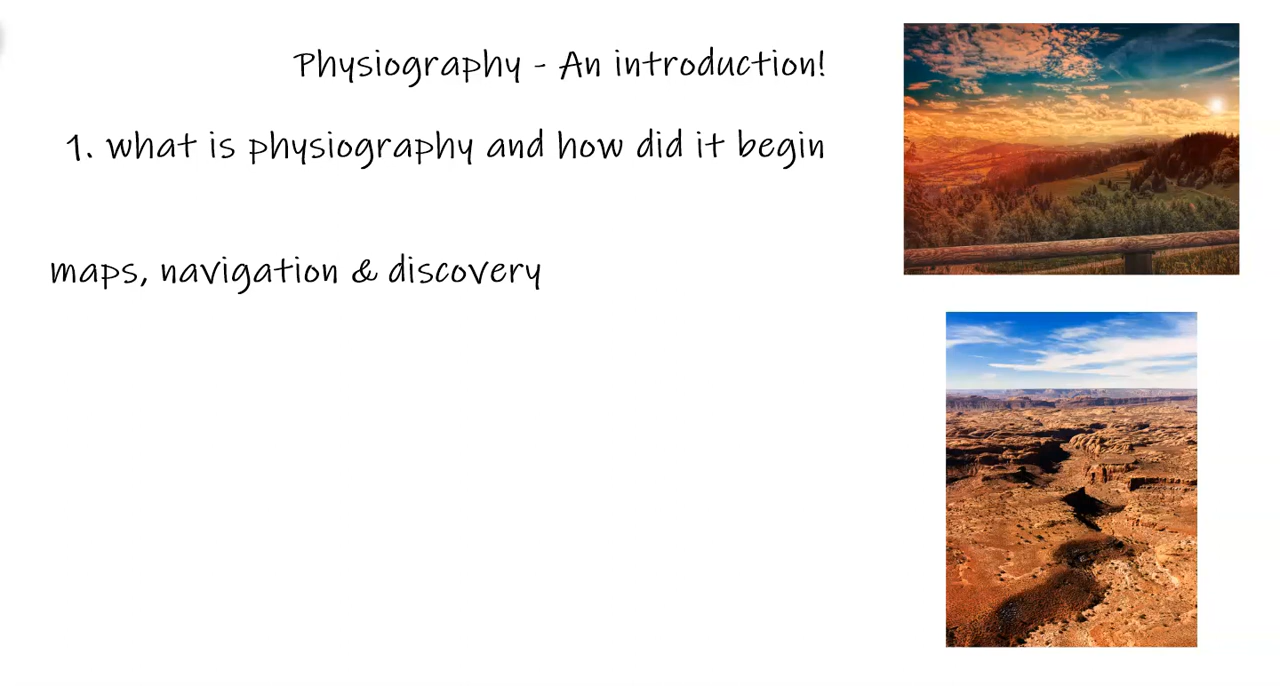 Physiography - An introduction!
1. what is physiography and how did it begin
maps, navigation & discovery